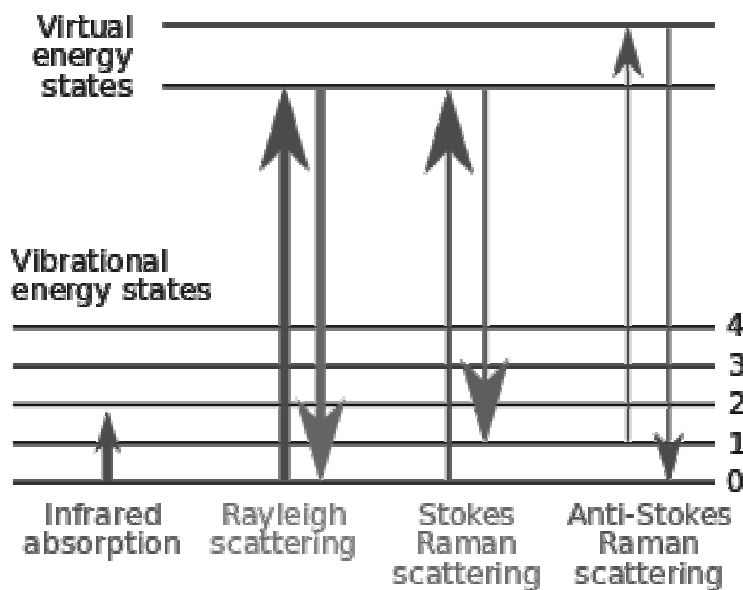 Virtual
energy
states
Vibrational
energy states
4
3
2
1
0
Infrared
absorption
Rayleigh
scattering
Stokes
Raman
scattering
Anti-Stokes
Raman
scattering